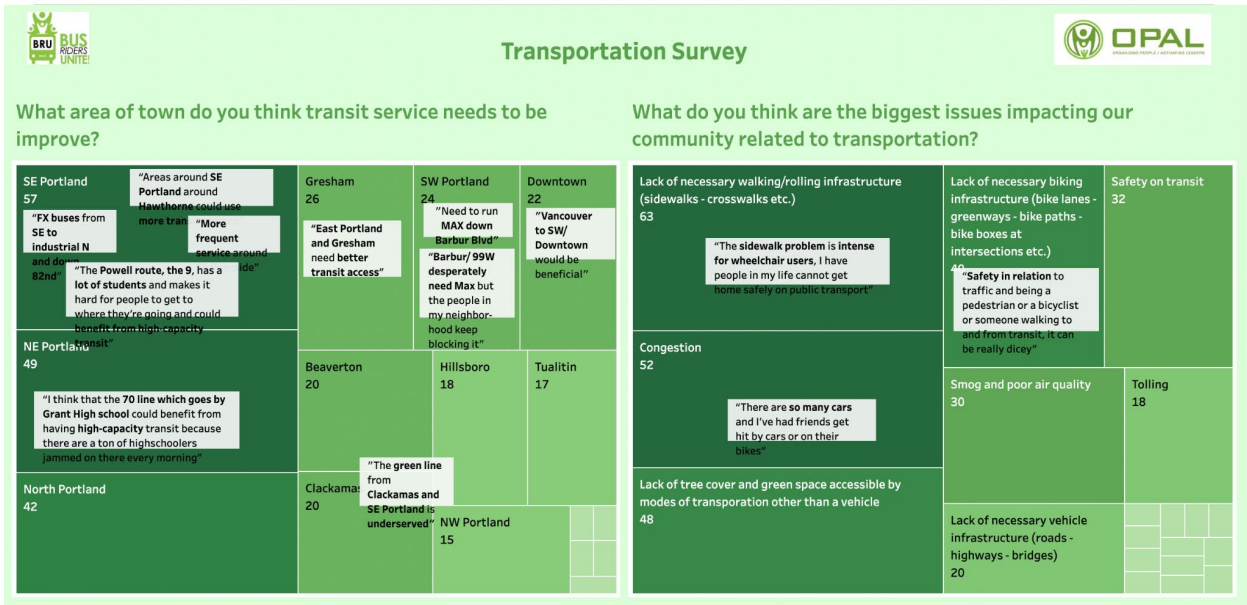 BRU
BUS
RIDERS
UNITE!
Transportation Survey
OPAL
ORGANIZING PEOPLE / ACTIVATING LEADERS
What area of town do you think transit service needs to be
improve?
SE Portland
57
"Areas around SE
Portland around
Hawthorne could use
more tran
"FX buses from
SE to
industrial N
and down
82nd"
"More
frequent
service around
ide"
"The Powell route, the 9, has a
lot of students and makes it
hard for people to get to
where they're going and could
benefit from high-capacity
transit"
NE Portland
49
"I think that the 70 line which goes by
Grant High school could benefit from
having high-capacity transit because
there are a ton of highschoolers
jammed on there every morning"
North Portland
42
Gresham
26
"East Portland
and Gresham
need better
transit access"
SW Portland
24
"Need to run
MAX down
Barbur Blvd"
"Barbur/ 99W
desperately
need Max but
the people in
my neighbor-
hood keep
blocking it"
Downtown
22
"Vancouver
to SW/
Downtown
would be
beneficial"
Beaverton
20
Hillsboro
18
Tualitin
17
Clackamas
20
"The green line
from
Clackamas and
SE Portland is
underserved"
NW Portland
15
What do you think are the biggest issues impacting our
community related to transportation?
Lack of necessary walking/rolling infrastructure
(sidewalks - crosswalks etc.)
63
"The sidewalk problem is intense
for wheelchair users, I have
people in my life cannot get
home safely on public transport"
Congestion
52
"There are so many cars
and I've had friends get
hit by cars or on their
bikes"
Lack of tree cover and green space accessible by
modes of transporation other than a vehicle
48
Lack of necessary biking
infrastructure (bike lanes -
greenways - bike paths -
bike boxes at
intersections etc.)
"Safety in relation to
traffic and being a
pedestrian or a bicyclist
or someone walking to
and from transit, it can
be really dicey"
Safety on transit
32
Smog and poor air quality
30
Tolling
18
Lack of necessary vehicle
infrastructure (roads -
highways - bridges)
20